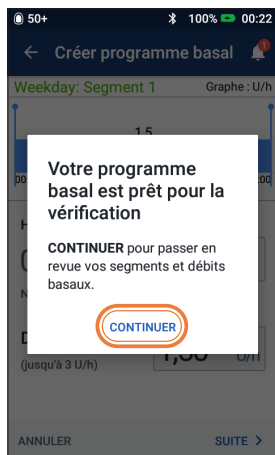 50+ 100% 00:22
Créer programme basal
Weekday: Segment 1 Graphe : U/h
1,5
Votre programme
basal est prêt pour la
vérification
CONTINUER pour passer en
revue vos segments et débits
basaux.
CONTINUER
(jusqu'à 3 U/h)
U/h
ANNULER SUITE >